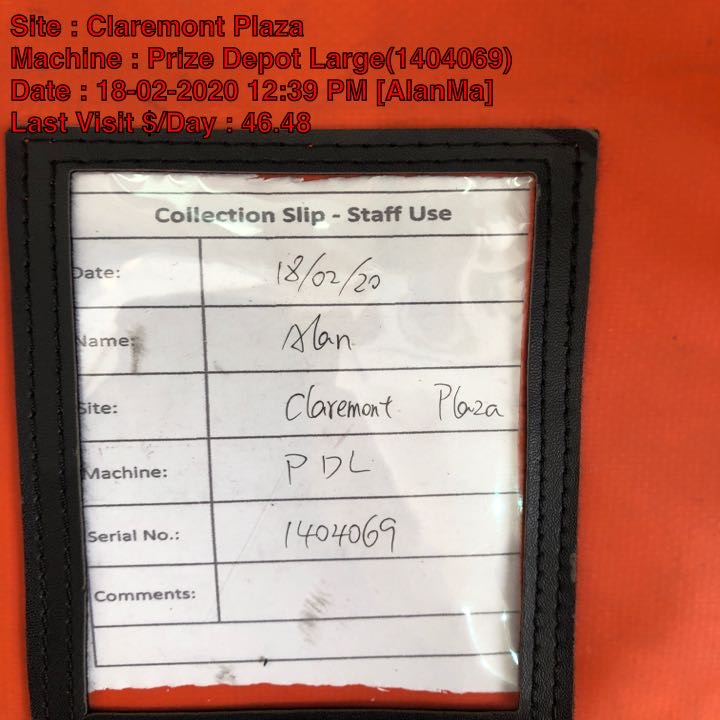 Site : Claremont Plaza
Machine : Prize Depot Large(1404069)
Date : 18-02-2020 12:39 PM [AlanMa]
Last Visit $/Day : 46.48
Collection Slip - Staff Use
Date: 18/02/20
Name: Alan
Site: Claremont Plaza
Machine: PDL
Serial No.: 1404069
Comments: